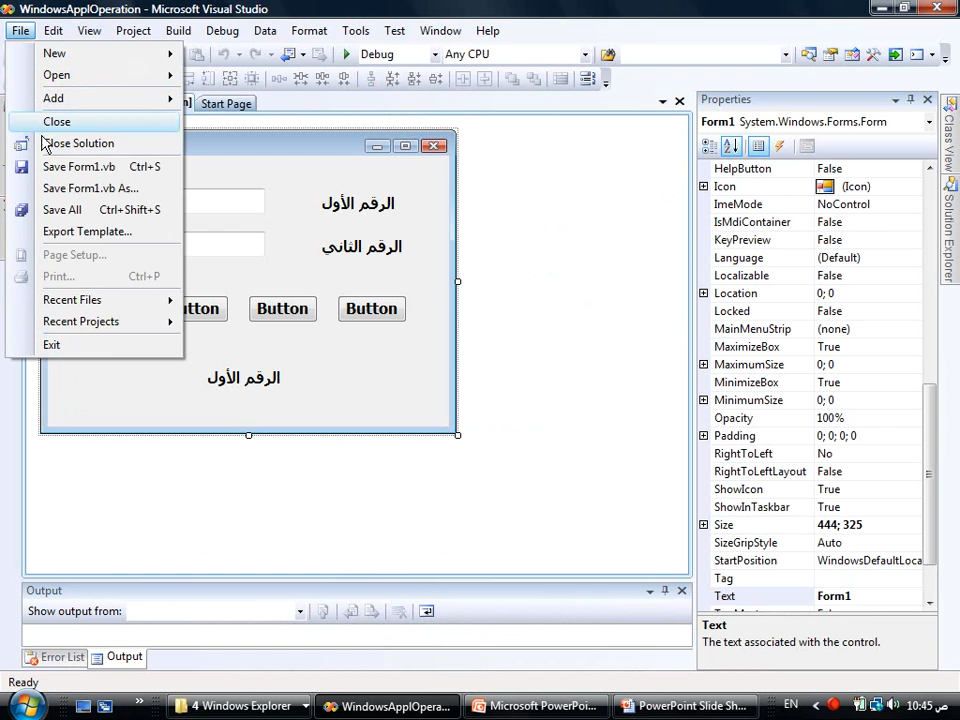 WindowsApplOperation - Microsoft Visual Studio
File Edit View Project Build Debug Data Format Tools Test Window Help
Debug Any CPU
New
Open
Add
Close
Close Solution
Save Form1.vb Ctrl+S
Save Form1.vb As...
Save All Ctrl+Shift+S
Export Template...
Page Setup...
Print... Ctrl+P
Recent Files
Recent Projects
Exit
Start Page
الرقم الأول
الرقم الثاني
Button Button
الرقم الأول
Properties
Form1 System.Windows.Forms.Form
HelpButton False
Icon (Icon)
ImeMode NoControl
IsMdiContainer False
KeyPreview False
Language (Default)
Localizable False
Location 0; 0
Locked False
MainMenuStrip (none)
MaximizeBox True
MaximumSize 0; 0
MinimizeBox True
MinimumSize 0; 0
Opacity 100%
Padding 0; 0; 0; 0
RightToLeft No
RightToLeftLayout False
ShowIcon True
ShowInTaskbar True
Size 444; 325
SizeGripStyle Auto
StartPosition WindowsDefaultLoca
Tag
Text Form1
Text
The text associated with the control.
Class View
Solution Explorer
Output
Show output from:
Error List Output
Ready
4 Windows Explorer
WindowsApplOpera...
Microsoft PowerPoi...
PowerPoint Slide Sh...
EN
10:45 ص